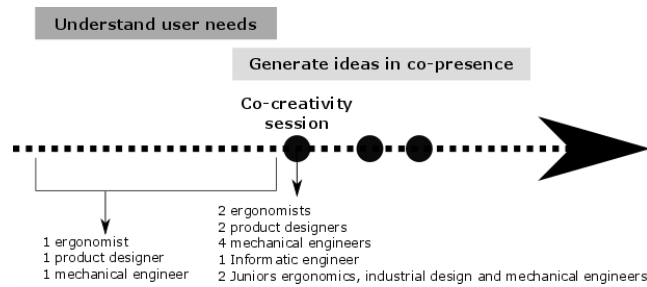 Understand user needs
Generate ideas in co-presence
Co-creativity
session
1 ergonomist
1 product designer
1 mechanical engineer
2 ergonomists
2 product designers
4 mechanical engineers
1 Informatic engineer
2 Juniors ergonomics, industrial design and mechanical engineers